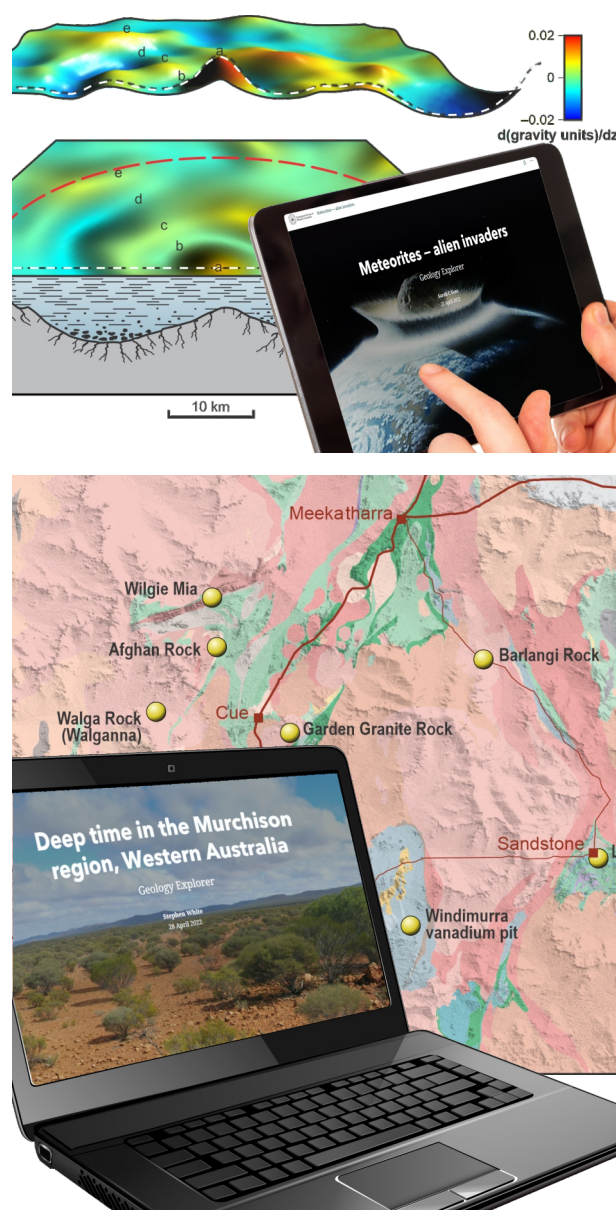 e
d
c
b
a
0.02
0
–0.02
d(gravity units)/dz
e
d
c
b
a
10 km
Meteorites – alien invaders
Geology Explorer
Meekatharra
Wilgie Mia
Afghan Rock
Barlangi Rock
Walga Rock
(Walganna)
Cue
Garden Granite Rock
Sandstone
Windimurra
vanadium pit
Deep time in the Murchison
region, Western Australia
Geology Explorer
Stephen White
28 April 2022